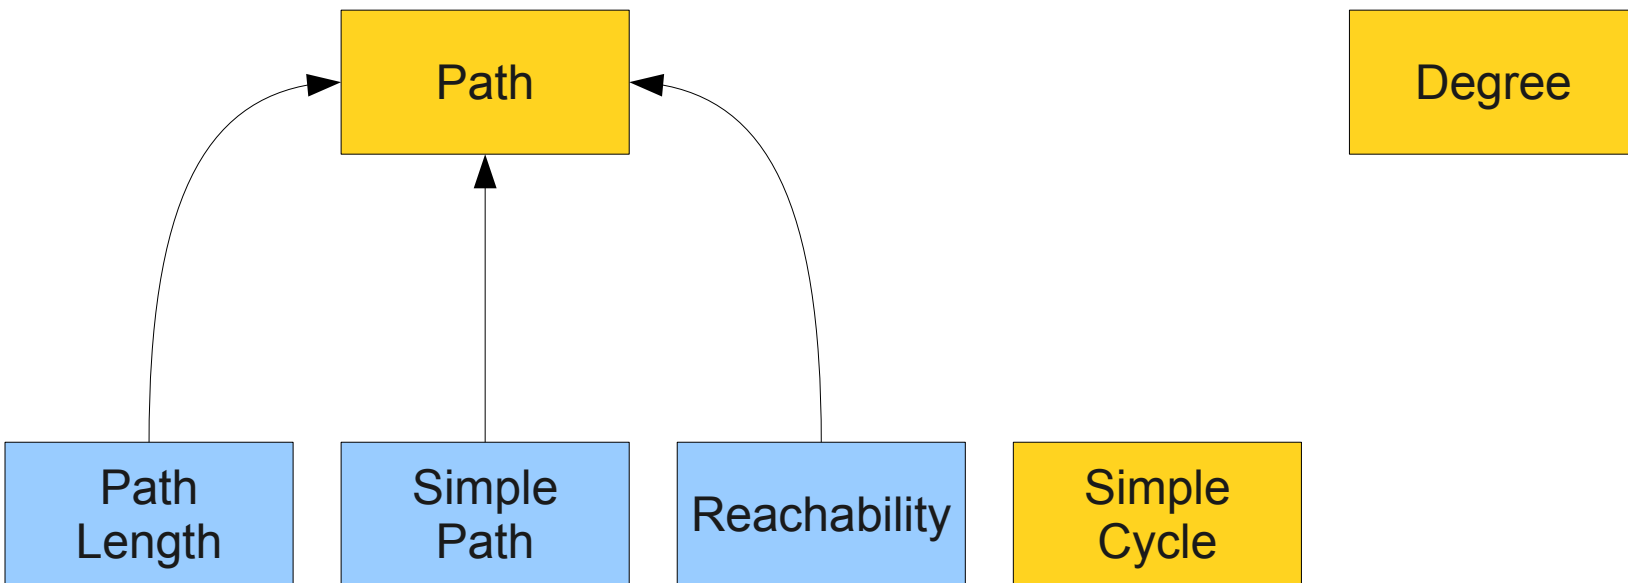 Path
Degree
Path
Length
Simple
Path
Reachability
Simple
Cycle